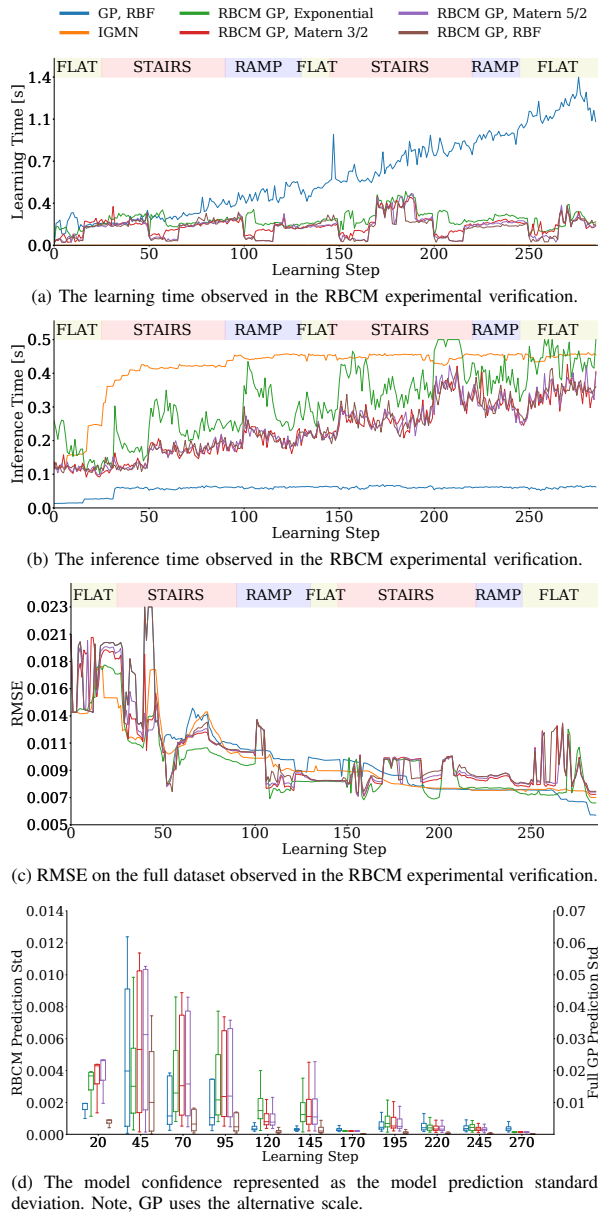 GP, RBF
IGMN
RBCM GP, Exponential
RBCM GP, Matern 3/2
RBCM GP, Matern 5/2
RBCM GP, RBF
FLAT STAIRS RAMP FLAT STAIRS RAMP FLAT
Learning Time [s]
1.4
1.1
0.7
0.4
0.0
0 50 100 150 200 250
Learning Step
(a) The learning time observed in the RBCM experimental verification.
FLAT STAIRS RAMP FLAT STAIRS RAMP FLAT
Inference Time [s]
0.5
0.4
0.3
0.2
0.1
0.0
0 50 100 150 200 250
Learning Step
(b) The inference time observed in the RBCM experimental verification.
FLAT STAIRS RAMP FLAT STAIRS RAMP FLAT
RMSE
0.023
0.021
0.018
0.016
0.014
0.011
0.009
0.007
0.005
0 50 100 150 200 250
Learning Step
(c) RMSE on the full dataset observed in the RBCM experimental verification.
RBCM Prediction Std
0.014
0.012
0.010
0.008
0.006
0.004
0.002
0.000
Full GP Prediction Std
0.07
0.06
0.05
0.04
0.03
0.02
0.01
20 45 70 95 120 145 170 195 220 245 270
Learning Step
(d) The model confidence represented as the model prediction standard
deviation. Note, GP uses the alternative scale.